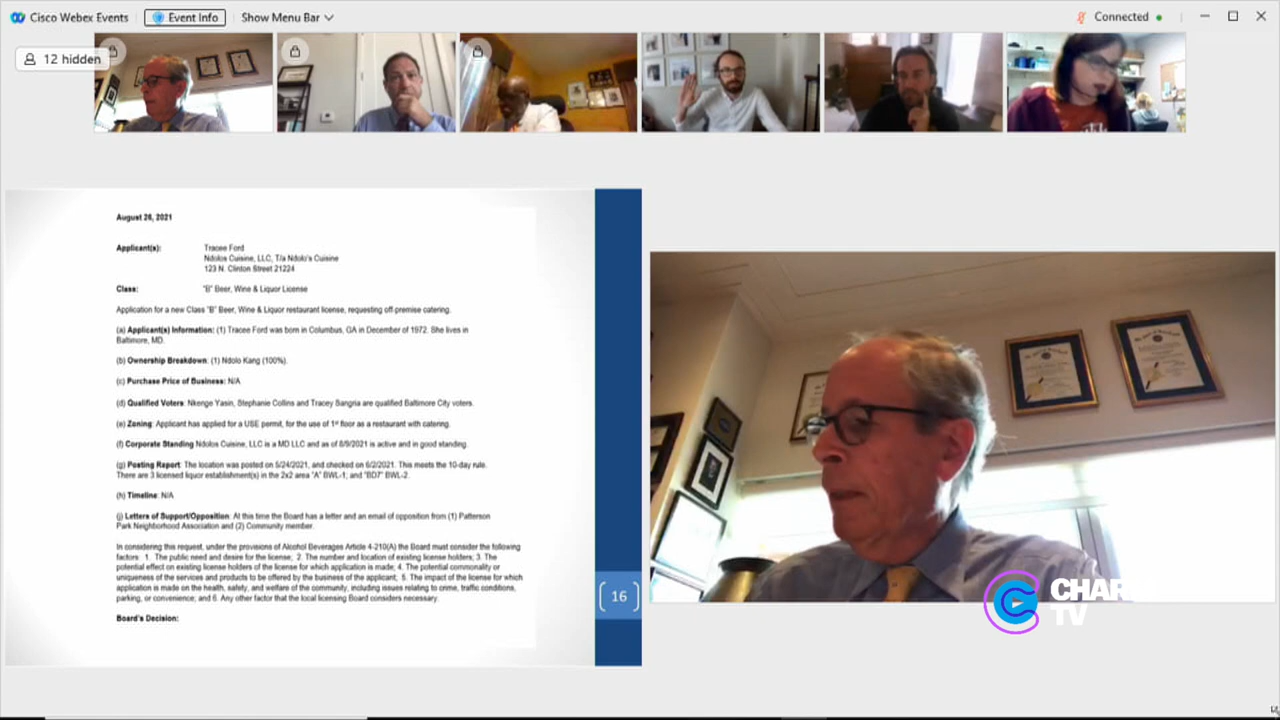 Cisco Webex Events
Event Info
Show Menu Bar
Connected
12 hidden
August 26, 2021
Applicant(s): Tracee Ford
Ndolos Cuisine, LLC, T/a Ndolo's Cuisine
123 N. Clinton Street 21224
Class: "B" Beer, Wine & Liquor License
Application for a new Class "B" Beer, Wine & Liquor restaurant license, requesting off-premise catering.
(a) Applicant(s) Information: (1) Tracee Ford was born in Columbus, GA in December of 1972. She lives in
Baltimore, MD.
(b) Ownership Breakdown: (1) Ndolo Kang (100%).
(c) Purchase Price of Business: N/A
(d) Qualified Voters: Nkenge Yasin, Stephanie Collins and Tracey Sangria are qualified Baltimore City voters.
(e) Zoning: Applicant has applied for a USE permit, for the use of 1st floor as a restaurant with catering.
(f) Corporate Standing Ndolos Cuisine, LLC is a MD LLC and as of 8/9/2021 is active and in good standing.
(g) Posting Report: The location was posted on 5/24/2021, and checked on 6/2/2021. This meets the 10-day rule.
There are 3 licensed liquor establishment(s) in the 2x2 area "A" BWL-1; and "BD7" BWL-2.
(h) Timeline: N/A
(j) Letters of Support/Opposition: At this time the Board has a letter and an email of opposition from (1) Patterson
Park Neighborhood Association and (2) Community member.
In considering this request, under the provisions of Alcohol Beverages Article 4-210(A) the Board must consider the following
factors: 1. The public need and desire for the license; 2. The number and location of existing license holders; 3. The
potential effect on existing license holders of the license for which application is made; 4. The potential commonality or
uniqueness of the services and products to be offered by the business of the applicant; 5. The impact of the license for which
application is made on the health, safety, and welfare of the community, including issues relating to crime, traffic conditions,
parking, or convenience; and 6. Any other factor that the local licensing Board considers necessary.
Board's Decision:
16
CHAR
TV